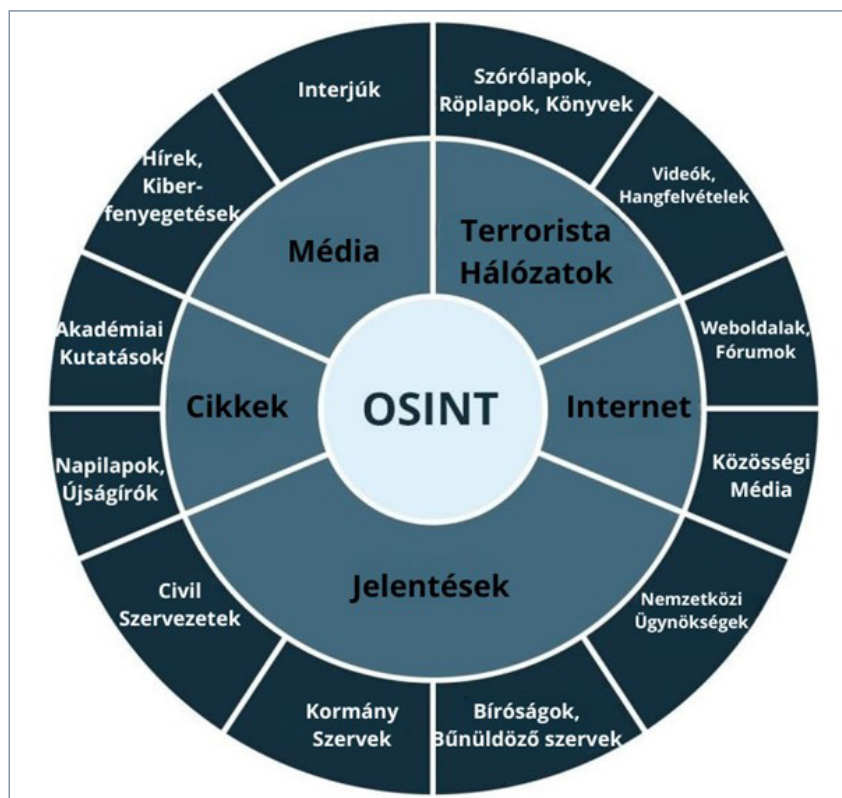 Interjúk
Szórólapok,
Röplapok, Könyvek
Hírek,
Kiber-
fenyegetések
Videók,
Hangfelvételek
Média
Terrorista
Hálózatok
Akadémiai
Kutatások
Weboldalak,
Fórumok
Cikkek
OSINT
Internet
Napilapok,
Újságírók
Közösségi
Média
Jelentések
Civil
Szervezetek
Nemzetközi
Ügynökségek
Kormány
Szervek
Bíróságok,
Bűnüldöző szervek